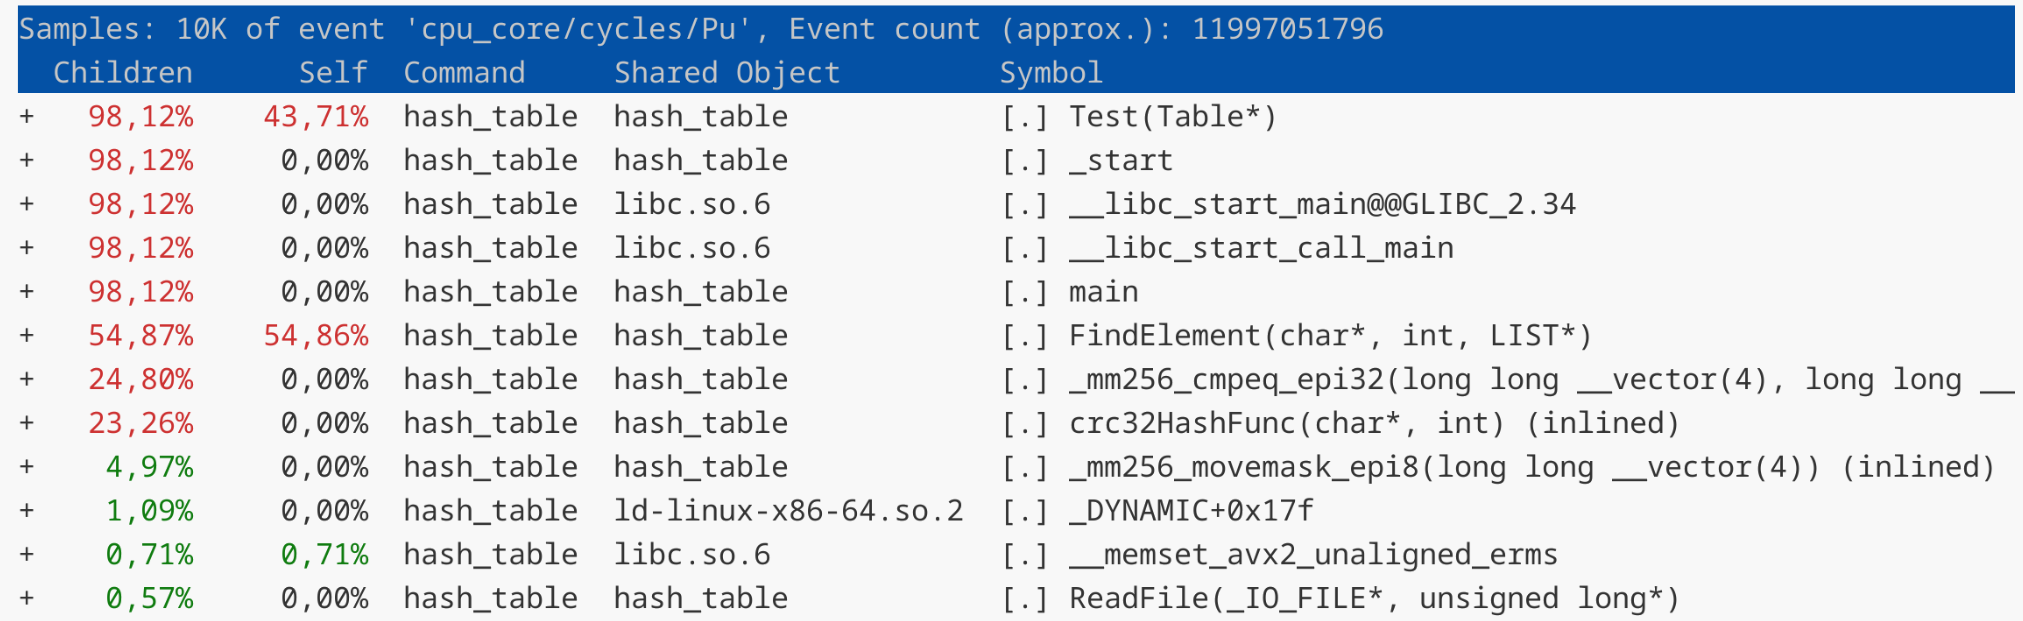 Samples: 10K of event 'cpu_core/cycles/Pu', Event count (approx.): 11997051796
Children Self Command Shared Object Symbol
+ 98,12% 43,71% hash_table hash_table [.] Test(Table*)
+ 98,12% 0,00% hash_table hash_table [.] _start
+ 98,12% 0,00% hash_table libc.so.6 [.] __libc_start_main@@GLIBC_2.34
+ 98,12% 0,00% hash_table libc.so.6 [.] __libc_start_call_main
+ 98,12% 0,00% hash_table hash_table [.] main
+ 54,87% 54,86% hash_table hash_table [.] FindElement(char*, int, LIST*)
+ 24,80% 0,00% hash_table hash_table [.] _mm256_cmpeq_epi32(long long __vector(4), long long __
+ 23,26% 0,00% hash_table hash_table [.] crc32HashFunc(char*, int) (inlined)
+ 4,97% 0,00% hash_table hash_table [.] _mm256_movemask_epi8(long long __vector(4)) (inlined)
+ 1,09% 0,00% hash_table ld-linux-x86-64.so.2 [.] _DYNAMIC+0x17f
+ 0,71% 0,71% hash_table libc.so.6 [.] __memset_avx2_unaligned_erms
+ 0,57% 0,00% hash_table hash_table [.] ReadFile(_IO_FILE*, unsigned long*)